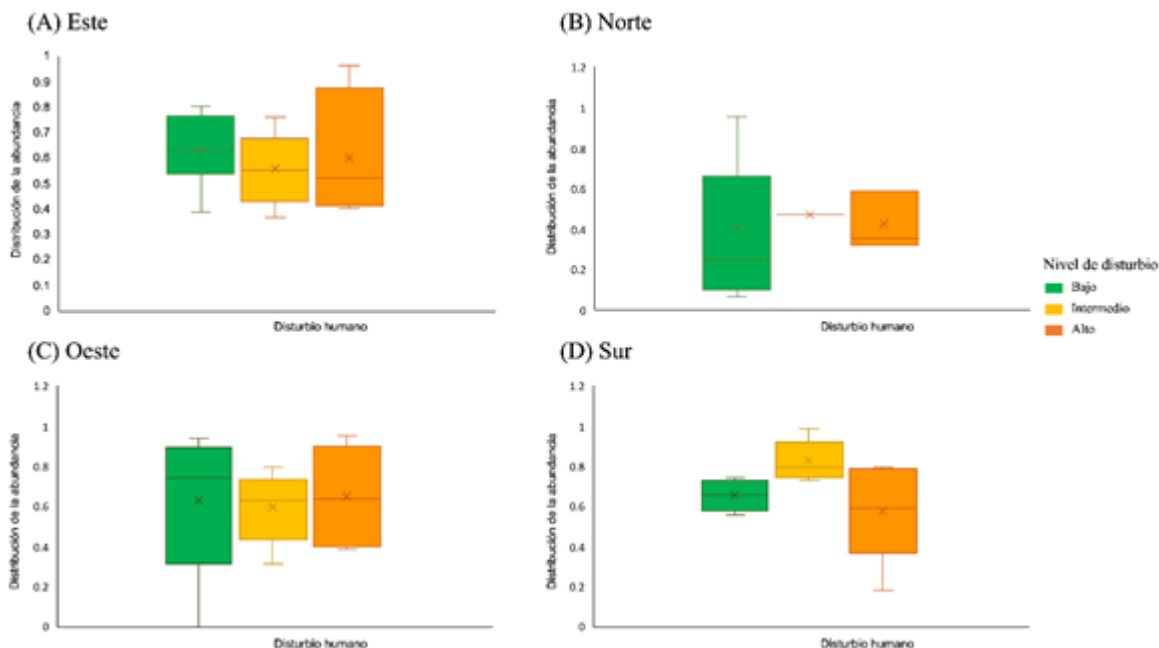 (A) Este
Distribución de la abundancia
1
0.9
0.8
0.7
0.6
0.5
0.4
0.3
0.2
0.1
0
Disturbio humano
(B) Norte
Distribución de la abundancia
1.2
1
0.8
0.6
0.4
0.2
0
Disturbio humano
Nivel de disturbio
Bajo
Intermedio
Alto
(C) Oeste
Distribución de la abundancia
1.2
1
0.8
0.6
0.4
0.2
0
Disturbio humano
(D) Sur
Distribución de la abundancia
1.2
1
0.8
0.6
0.4
0.2
0
Disturbio humano